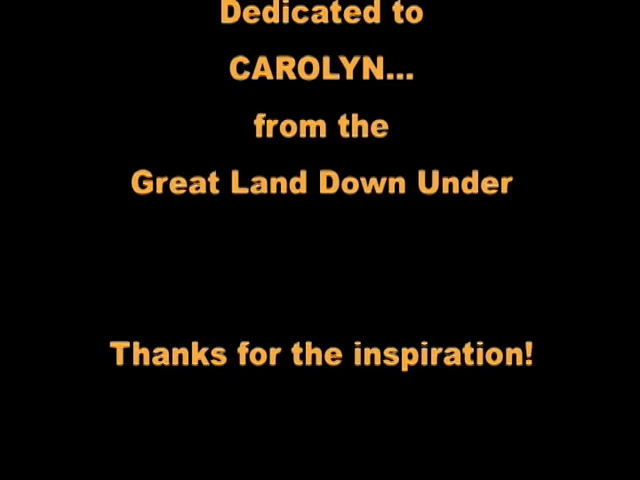 Dedicated to
CAROLYN...
from the
Great Land Down Under
Thanks for the inspiration!